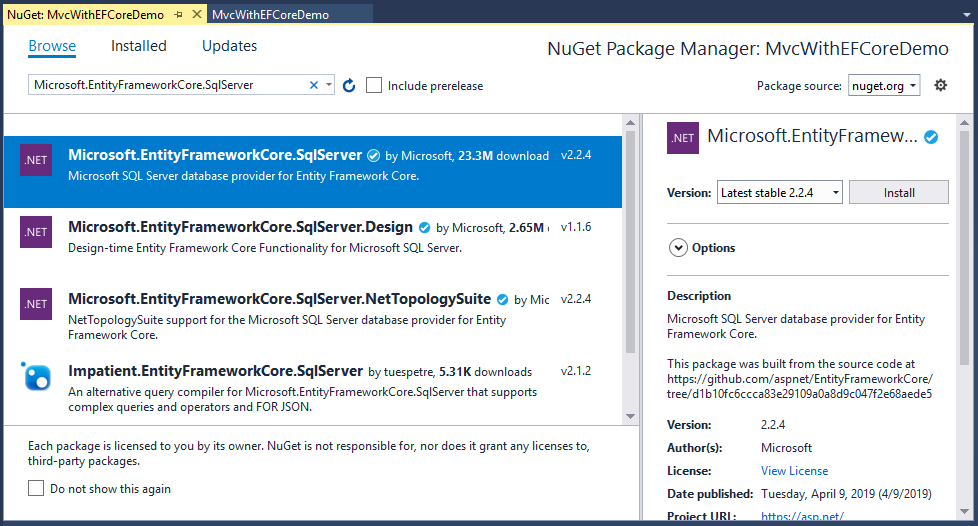 NuGet: MvcWithEFCoreDemo
MvcWithEFCoreDemo
Browse
Installed
Updates
NuGet Package Manager: MvcWithEFCoreDemo
Microsoft.EntityFrameworkCore.SqlServer
Include prerelease
Package source:
nuget.org
.NET
Microsoft.EntityFrameworkCore.SqlServer by Microsoft, 23.3M download
v2.2.4
Microsoft SQL Server database provider for Entity Framework Core.
.NET
Microsoft.EntityFrameworkCore.SqlServer.Design by Microsoft, 2.65M
v1.1.6
Design-time Entity Framework Core Functionality for Microsoft SQL Server.
.NET
Microsoft.EntityFrameworkCore.SqlServer.NetTopologySuite by Mic
v2.2.4
NetTopologySuite support for the Microsoft SQL Server database provider for Entity
Framework Core.
Impatient.EntityFrameworkCore.SqlServer by tuespetre, 5.31K downloads
v2.1.2
An alternative query compiler for Microsoft.EntityFrameworkCore.SqlServer that supports
complex queries and operators and FOR JSON.
Each package is licensed to you by its owner. NuGet is not responsible for, nor does it grant any licenses to,
third-party packages.
Do not show this again
.NET
Microsoft.EntityFramew...
Version:
Latest stable 2.2.4
Install
Options
Description
Microsoft SQL Server database provider for Entity
Framework Core.
This package was built from the source code at
https://github.com/aspnet/EntityFrameworkCore/
tree/d1b10fc6ccca83e29109a0a8d9c047f2e68aede5
Version: 2.2.4
Author(s): Microsoft
License: View License
Date published: Tuesday, April 9, 2019 (4/9/2019)
Project URL: https://asp.net/